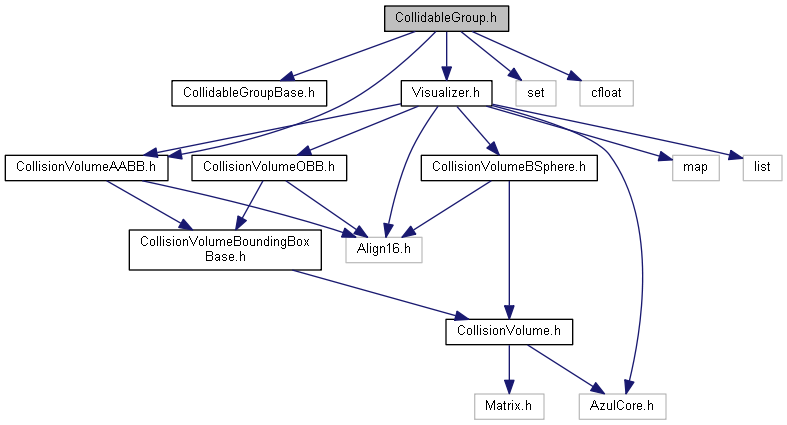 CollidableGroup.h
CollidableGroupBase.h
Visualizer.h
set
cfloat
CollisionVolumeAABB.h
CollisionVolumeOBB.h
CollisionVolumeBSphere.h
map
list
CollisionVolumeBoundingBox
Base.h
Align16.h
CollisionVolume.h
Matrix.h
AzulCore.h